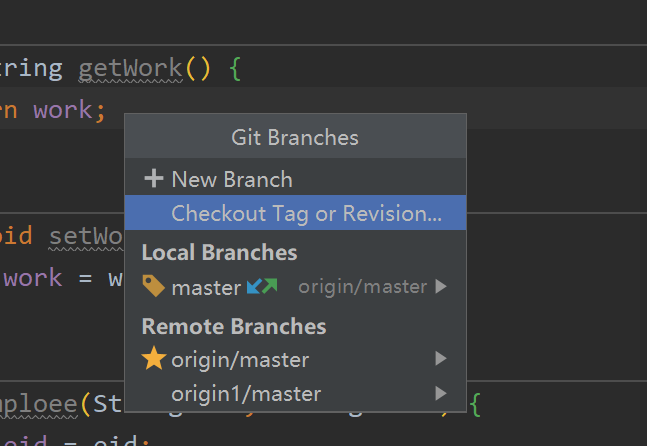 tring getWork() {
rn work;
Git Branches
New Branch
Checkout Tag or Revision...
oid setWo
Local Branches
work = w
master origin/master
Remote Branches
origin/master
origin1/master
mploee(St
{
eid = eid;